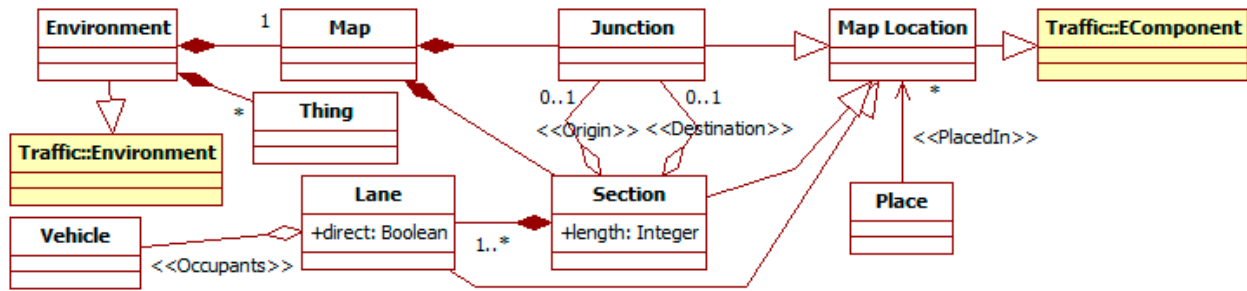 Environment
1
Map
Junction
Map Location
Traffic::EComponent
*
Thing
0..1
0..1
*
<<Origin>>
<<Destination>>
<<PlacedIn>>
Traffic::Environment
Lane
+direct: Boolean
Section
+length: Integer
Place
Vehicle
1..*
<<Occupants>>